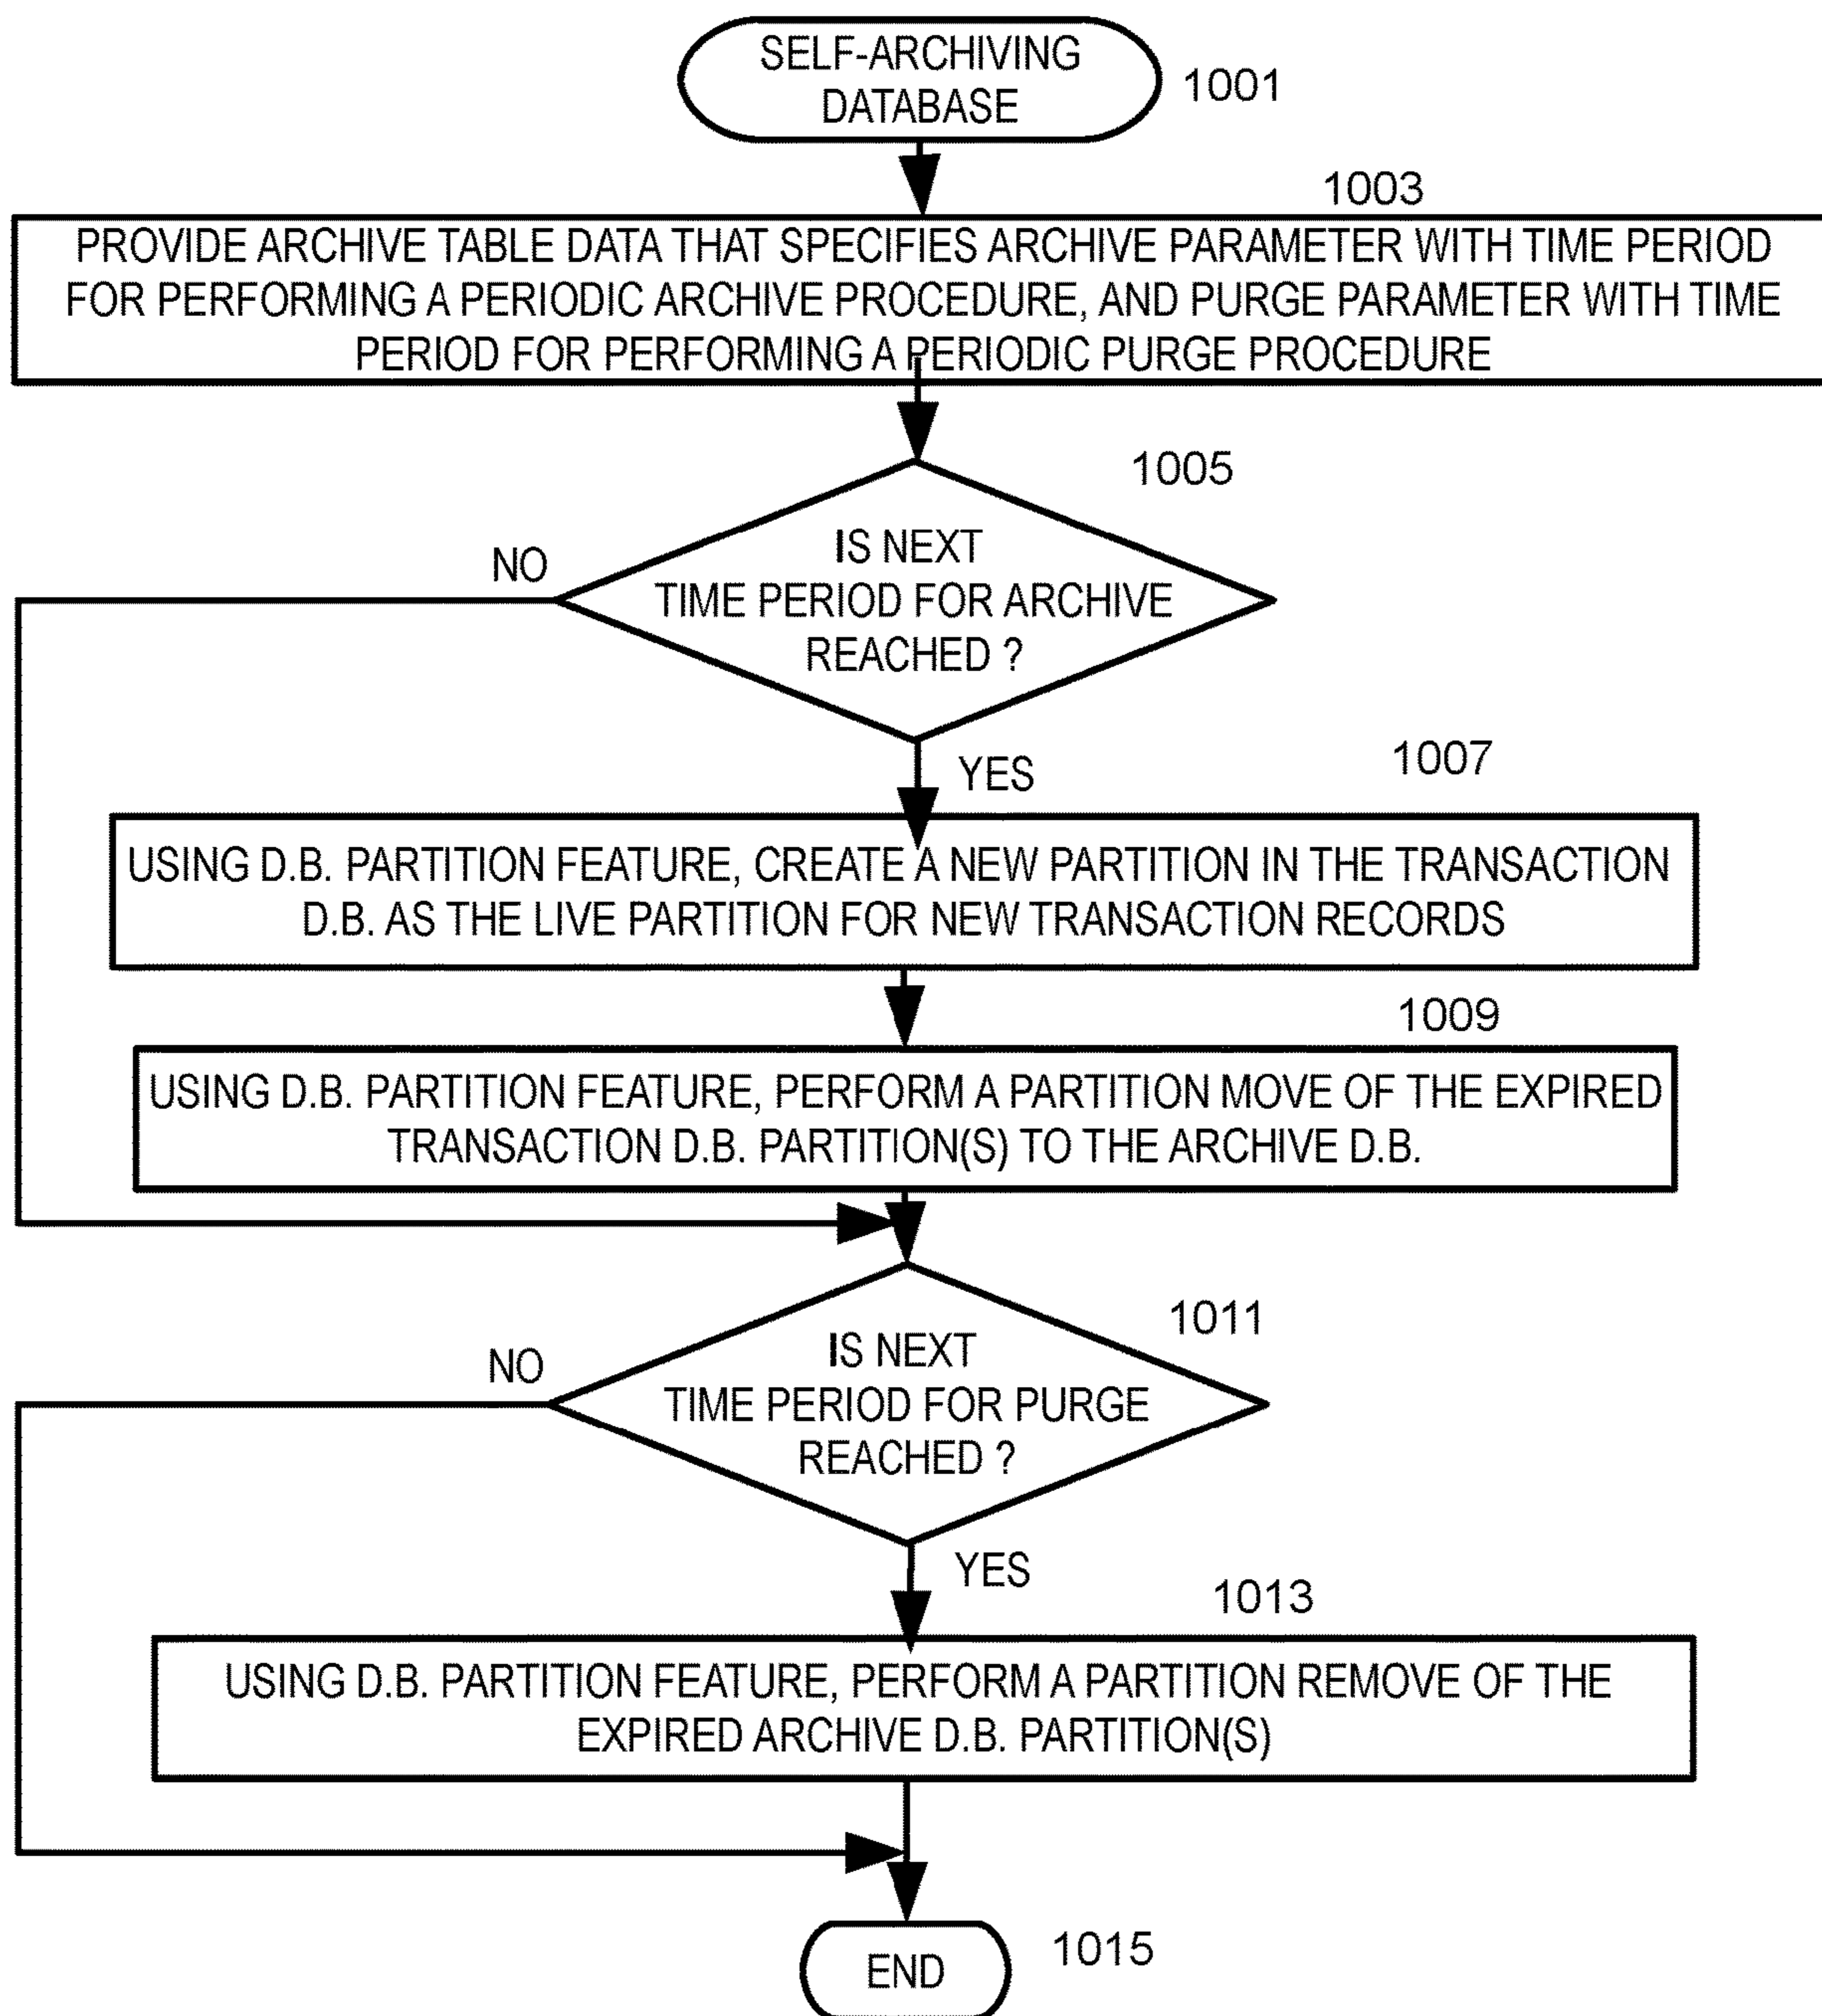 SELF-ARCHIVING
DATABASE
1001
1003
PROVIDE ARCHIVE TABLE DATA THAT SPECIFIES ARCHIVE PARAMETER WITH TIME PERIOD
FOR PERFORMING A PERIODIC ARCHIVE PROCEDURE, AND PURGE PARAMETER WITH TIME
PERIOD FOR PERFORMING A PERIODIC PURGE PROCEDURE
1005
NO
IS NEXT
TIME PERIOD FOR ARCHIVE
REACHED ?
YES
1007
USING D.B. PARTITION FEATURE, CREATE A NEW PARTITION IN THE TRANSACTION
D.B. AS THE LIVE PARTITION FOR NEW TRANSACTION RECORDS
1009
USING D.B. PARTITION FEATURE, PERFORM A PARTITION MOVE OF THE EXPIRED
TRANSACTION D.B. PARTITION(S) TO THE ARCHIVE D.B.
1011
NO
IS NEXT
TIME PERIOD FOR PURGE
REACHED ?
YES
1013
USING D.B. PARTITION FEATURE, PERFORM A PARTITION REMOVE OF THE
EXPIRED ARCHIVE D.B. PARTITION(S)
END
1015